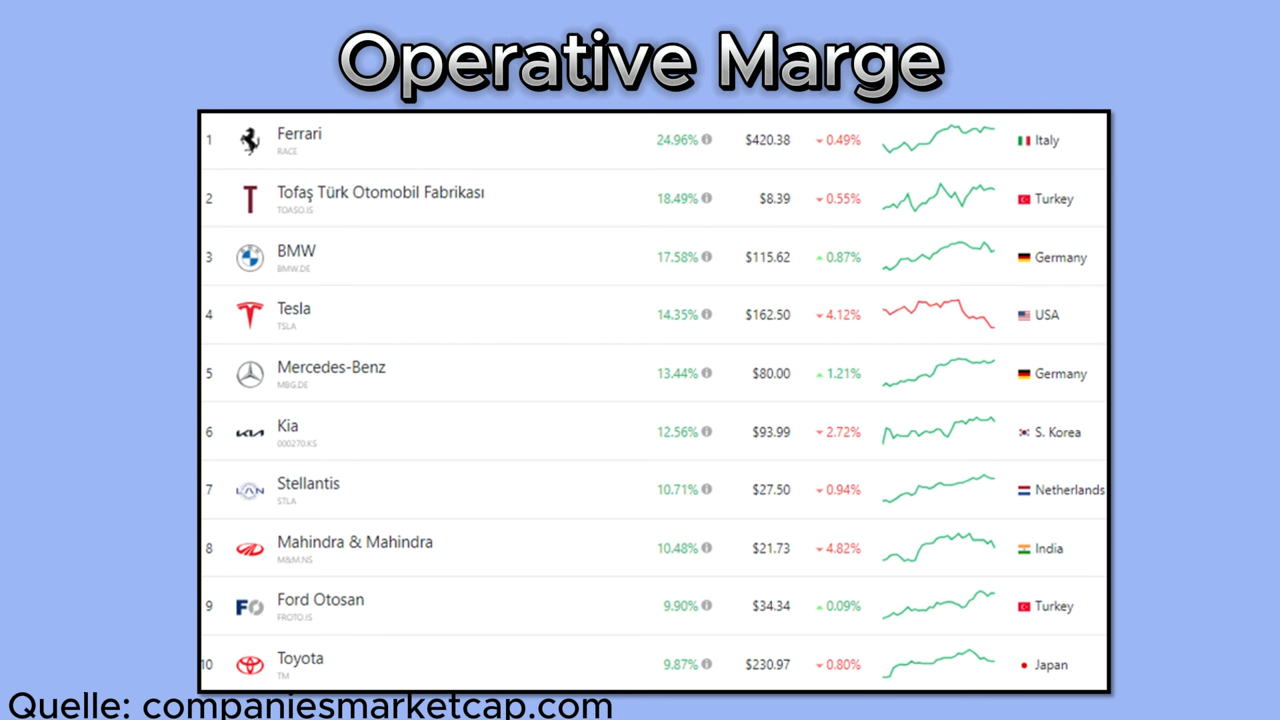 Operative Marge
1 Ferrari 24.96% $420.38 0.49% Italy
RACE
2 Tofaş Türk Otomobil Fabrikası 18.49% $8.39 0.55% Turkey
TOASO.IS
3 BMW 17.58% $115.62 0.87% Germany
BMW.DE
4 Tesla 14.35% $162.50 4.12% USA
TSLA
5 Mercedes-Benz 13.44% $80.00 1.21% Germany
MBG.DE
6 Kia 12.56% $93.99 2.72% S. Korea
000270.KS
7 Stellantis 10.71% $27.50 0.94% Netherlands
STLA
8 Mahindra & Mahindra 10.48% $21.73 4.82% India
M&M.NS
9 Ford Otosan 9.90% $34.34 0.09% Turkey
FROTO.IS
10 Toyota 9.87% $230.97 0.80% Japan
TM
Quelle: companiesmarketcap.com